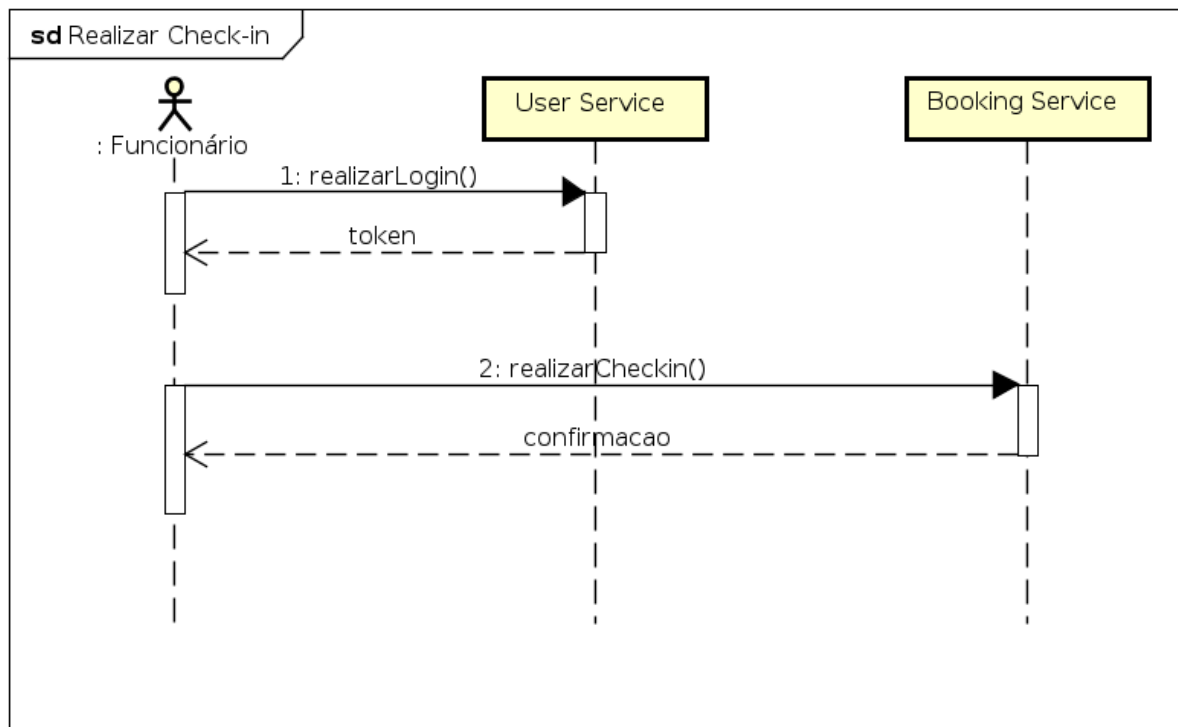 sd Realizar Check-in
: Funcionário
User Service
Booking Service
1: realizarLogin()
token
2: realizarCheckin()
confirmacao